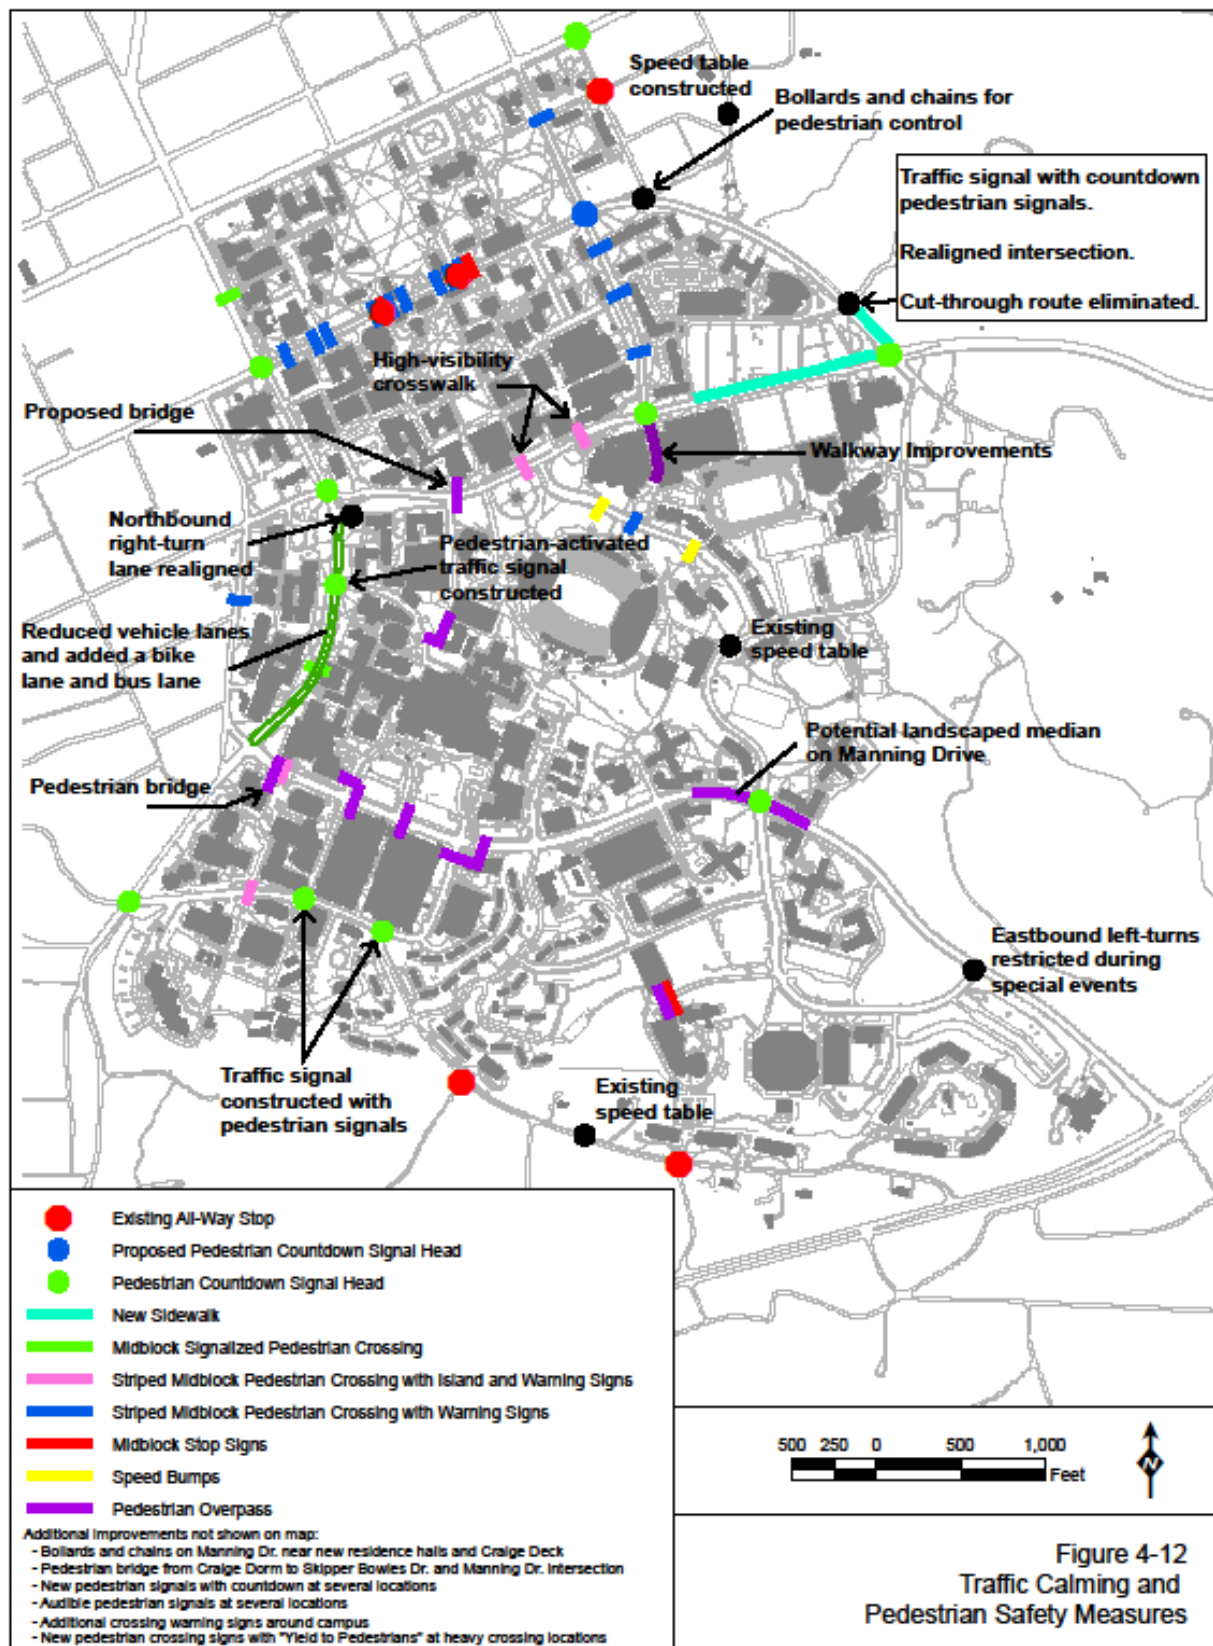 Speed table
constructed
Bollards and chains for
pedestrian control
Traffic signal with countdown
pedestrian signals.
Realigned intersection.
Cut-through route eliminated.
High-visibility
crosswalk
Proposed bridge
Walkway Improvements
Northbound
right-turn
lane realigned
Pedestrian-activated
traffic signal
constructed
Reduced vehicle lanes
and added a bike
lane and bus lane
Existing
speed table
Potential landscaped median
on Manning Drive
Pedestrian bridge
Eastbound left-turns
restricted during
special events
Traffic signal
constructed with
pedestrian signals
Existing
speed table
Existing All-Way Stop
Proposed Pedestrian Countdown Signal Head
Pedestrian Countdown Signal Head
New Sidewalk
Midblock Signalized Pedestrian Crossing
Striped Midblock Pedestrian Crossing with Island and Warning Signs
Striped Midblock Pedestrian Crossing with Warning Signs
Midblock Stop Signs
Speed Bumps
Pedestrian Overpass
Additional improvements not shown on map:
- Bollards and chains on Manning Dr. near new residence halls and Craige Deck
- Pedestrian bridge from Craige Dorm to Skipper Bowles Dr. and Manning Dr. intersection
- New pedestrian signals with countdown at several locations
- Audible pedestrian signals at several locations
- Additional crossing warning signs around campus
- New pedestrian crossing signs with "Yield to Pedestrians" at heavy crossing locations
500 250 0 500 1,000
Feet
N
Figure 4-12
Traffic Calming and
Pedestrian Safety Measures